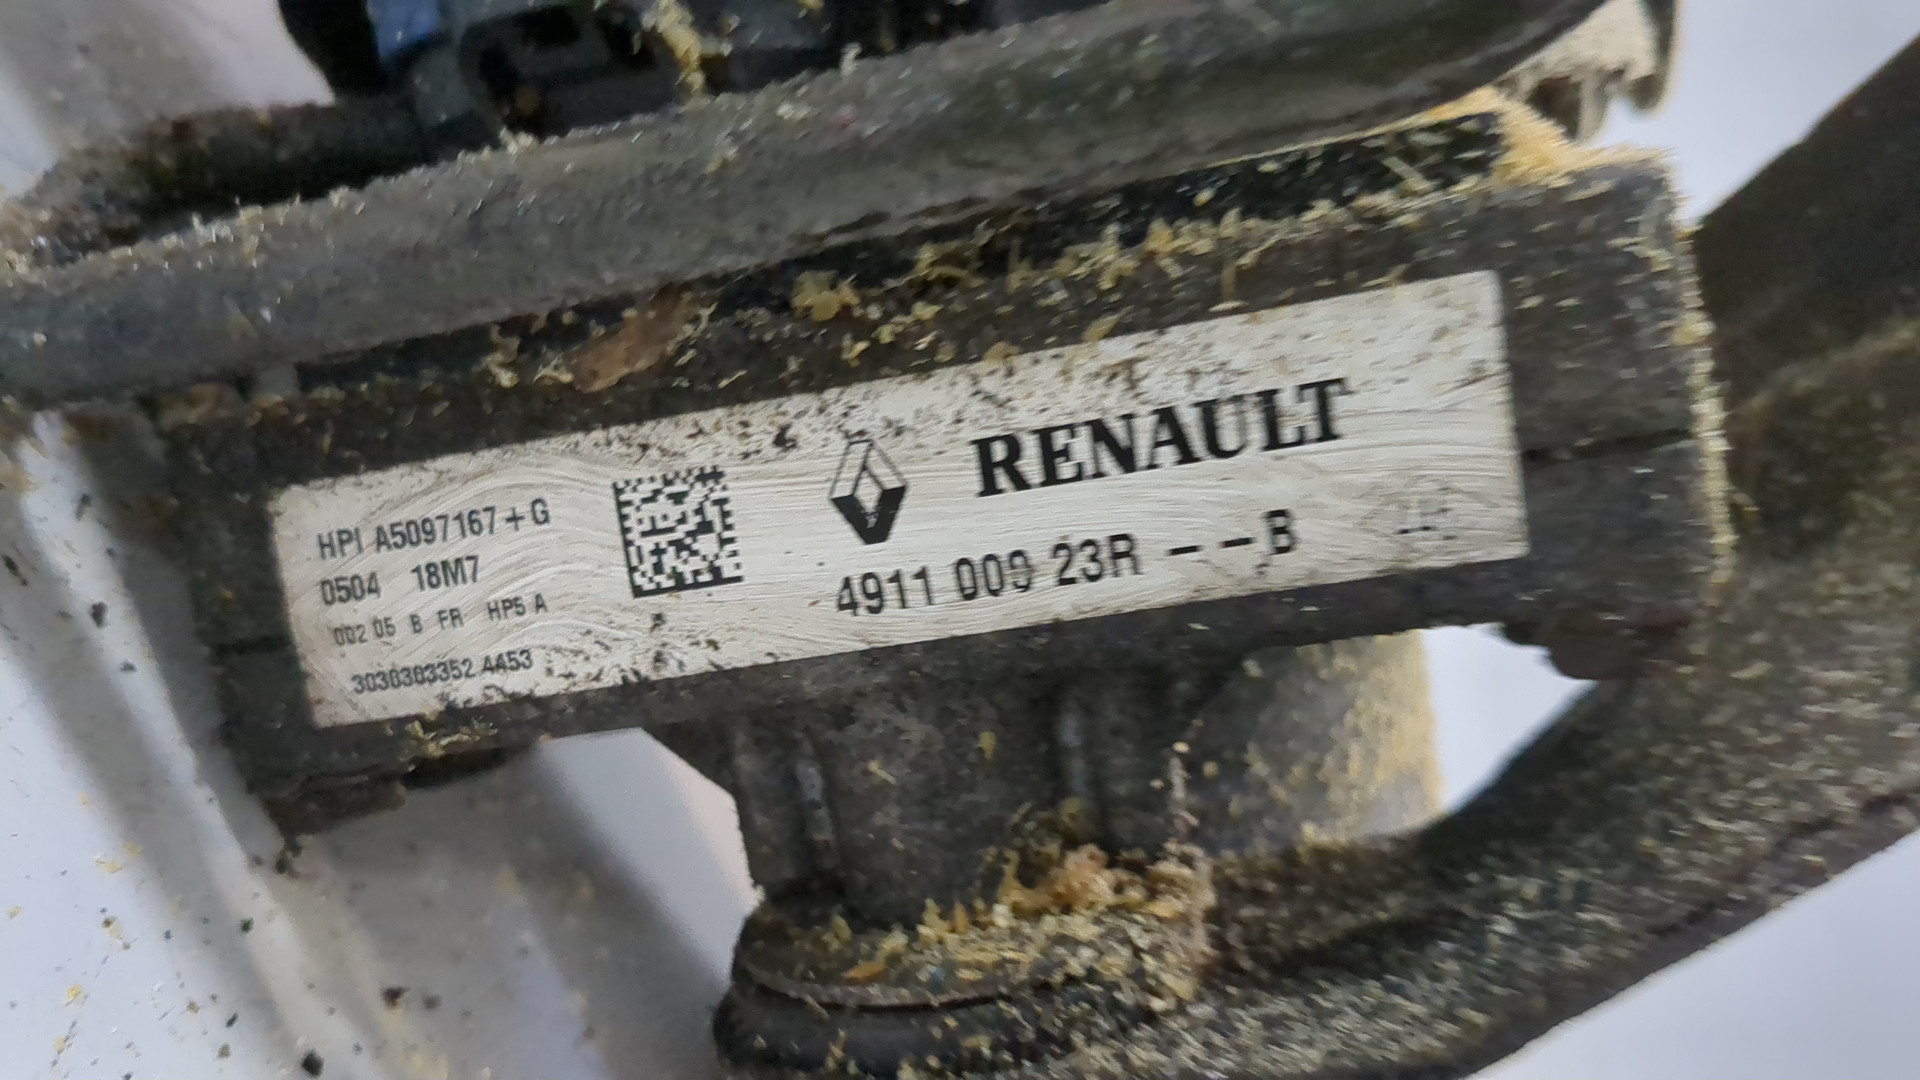 HPI A5097167+G
0504 18M7
002 05 B FR HP5 A
3030303352 4453
RENAULT
4911 009 23R --B